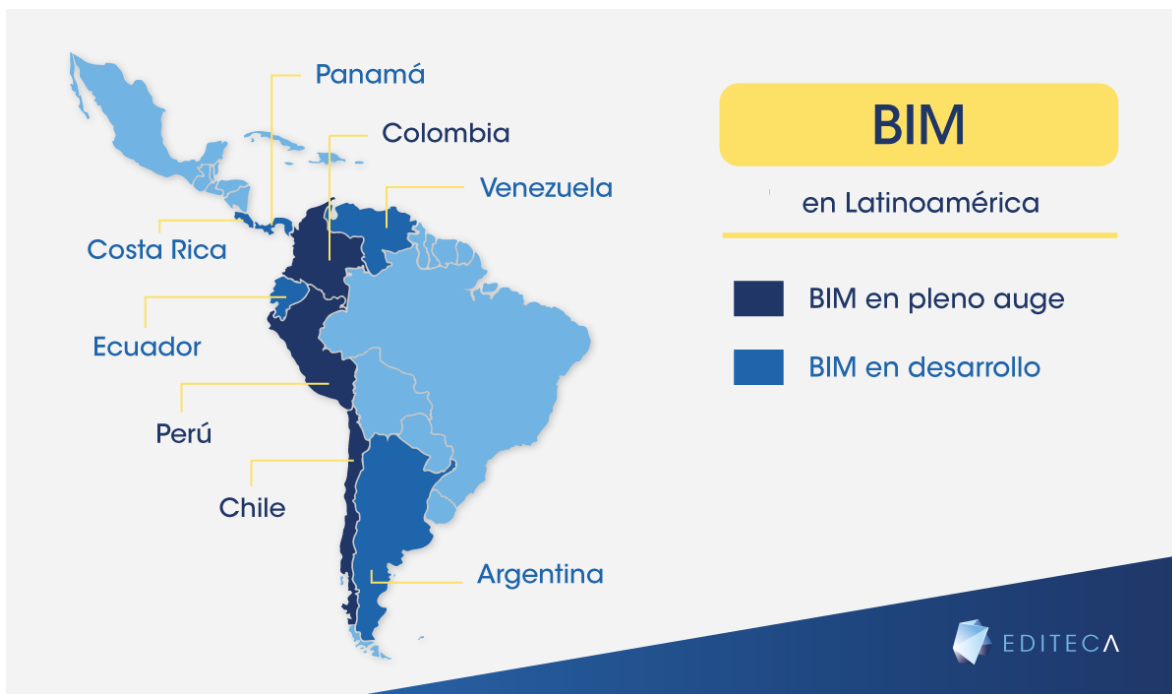 Panamá
Colombia
Venezuela
Costa Rica
Ecuador
Perú
Chile
Argentina
BIM
en Latinoamérica
BIM en pleno auge
BIM en desarrollo
EDITECA